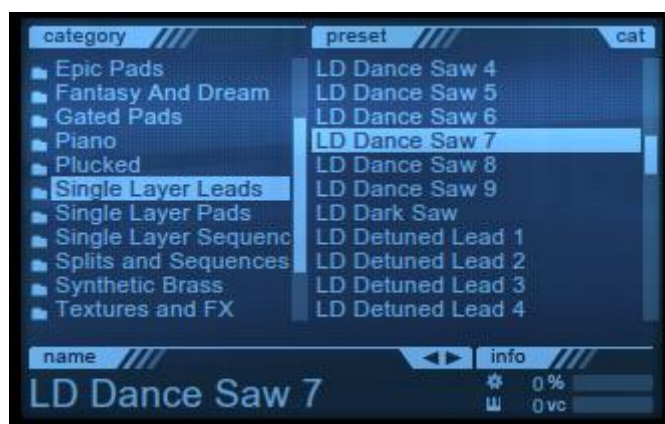 category
preset
cat
Epic Pads
Fantasy And Dream
Gated Pads
Piano
Plucked
Single Layer Leads
Single Layer Pads
Single Layer Sequenc
Splits and Sequences
Synthetic Brass
Textures and FX
LD Dance Saw 4
LD Dance Saw 5
LD Dance Saw 6
LD Dance Saw 7
LD Dance Saw 8
LD Dance Saw 9
LD Dark Saw
LD Detuned Lead 1
LD Detuned Lead 2
LD Detuned Lead 3
LD Detuned Lead 4
name
info
LD Dance Saw 7
0 %
0 vc